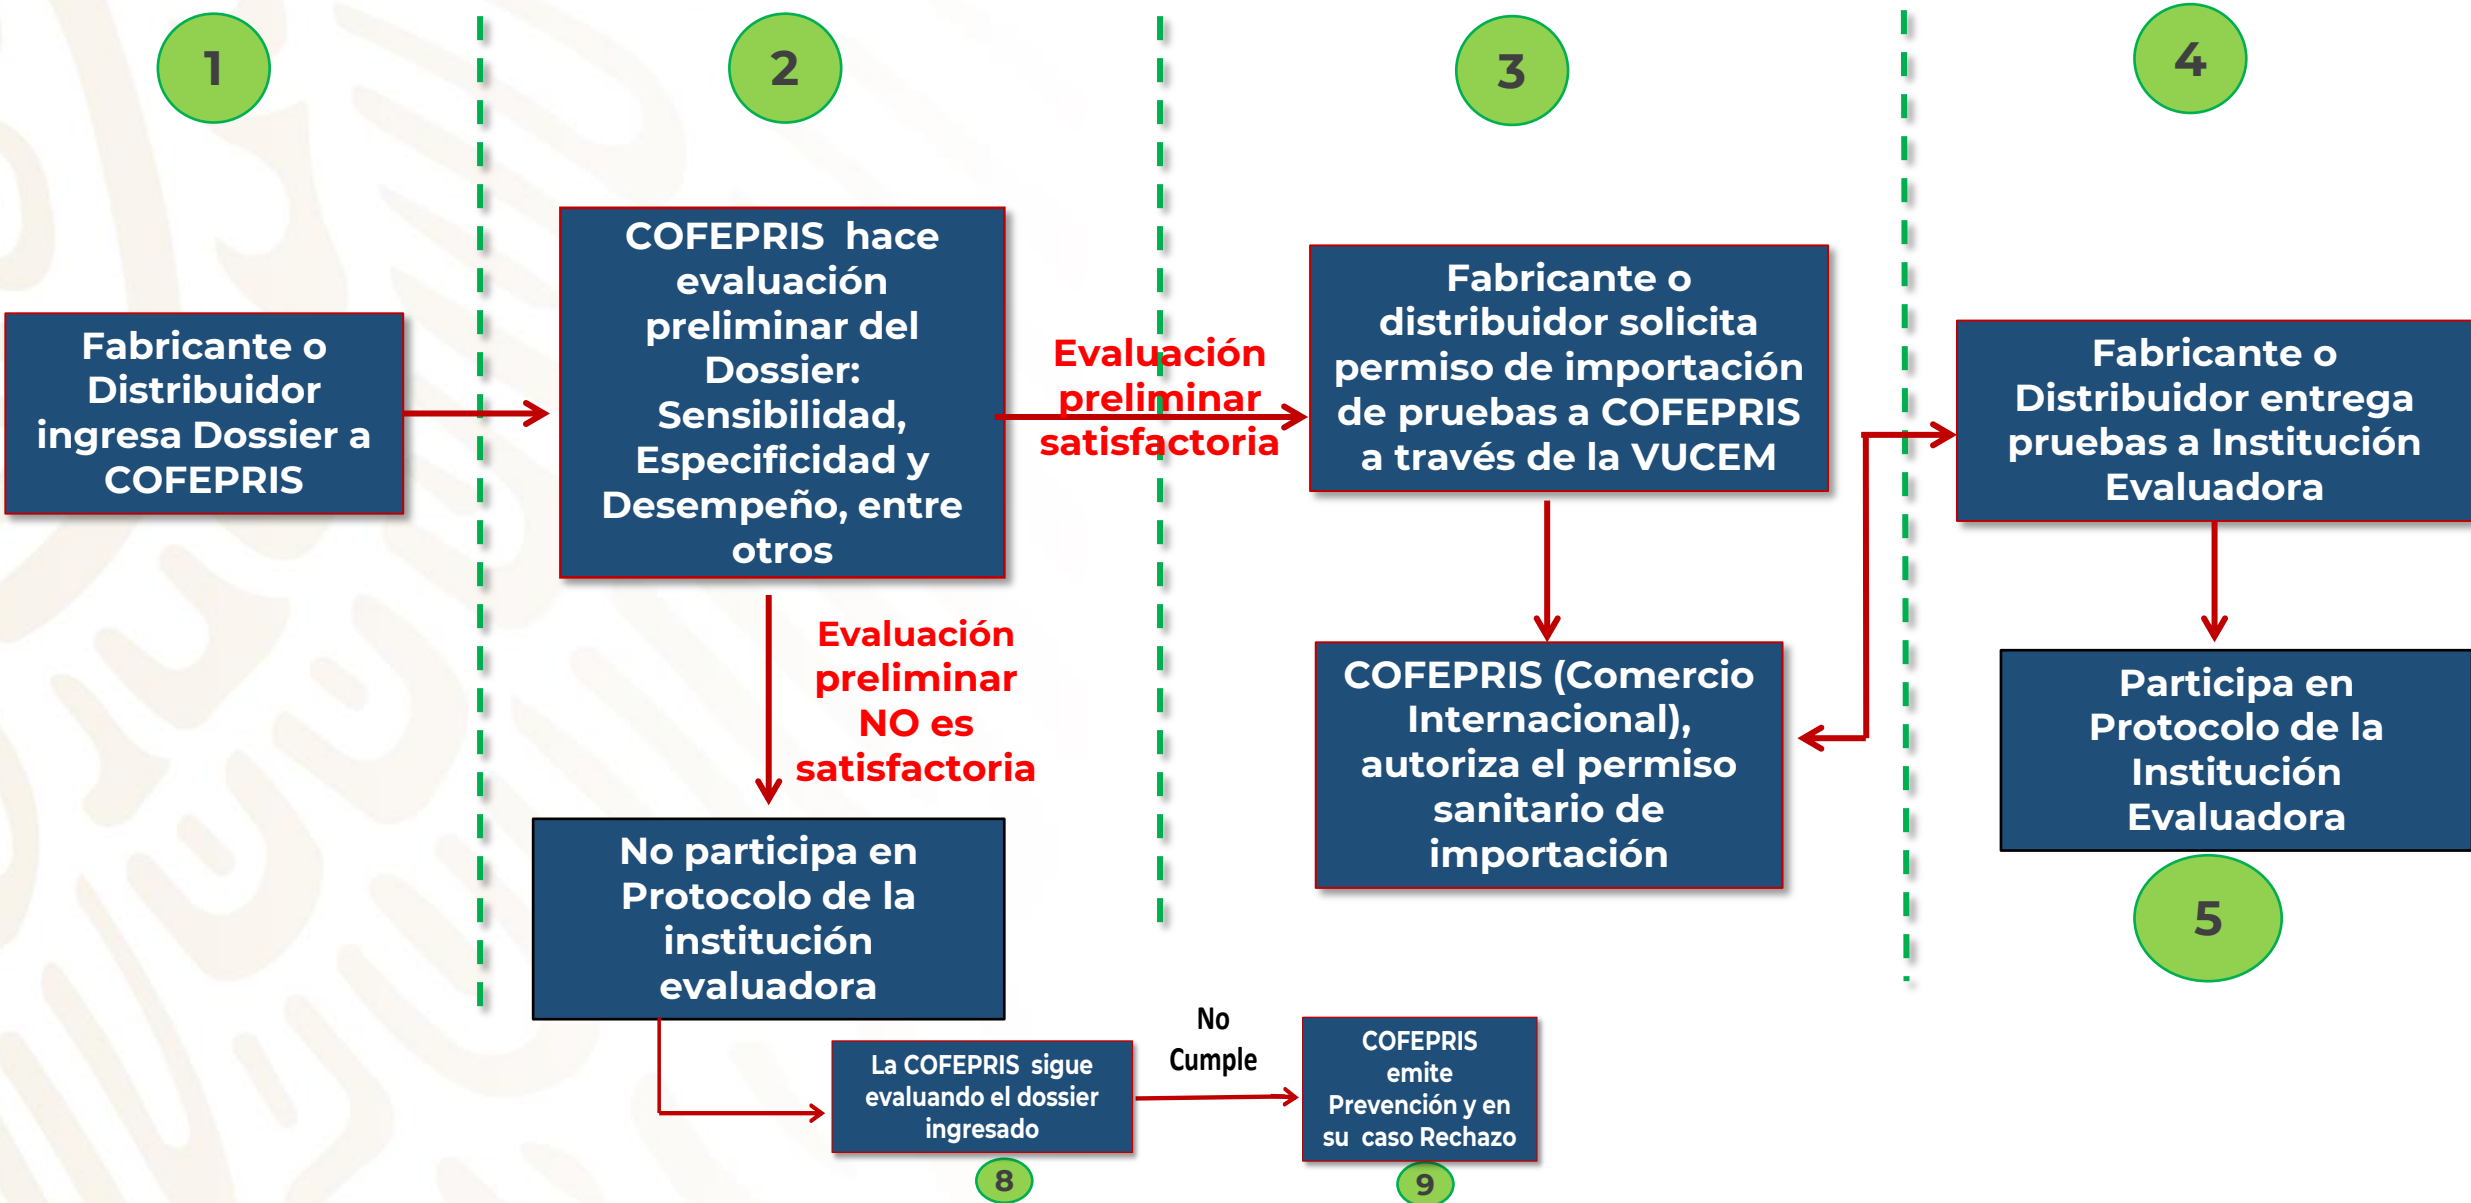 1
2
3
4
Fabricante o
Distribuidor
ingresa Dossier a
COFEPRIS
COFEPRIS hace
evaluación
preliminar del
Dossier:
Sensibilidad,
Especificidad y
Desempeño, entre
otros
Evaluación
preliminar
satisfactoria
Fabricante o
distribuidor solicita
permiso de importación
de pruebas a COFEPRIS
a través de la VUCEM
Fabricante o
Distribuidor entrega
pruebas a Institución
Evaluadora
Evaluación
preliminar
NO es
satisfactoria
COFEPRIS (Comercio
Internacional),
autoriza el permiso
sanitario de
importación
Participa en
Protocolo de la
Institución
Evaluadora
5
No participa en
Protocolo de la
institución
evaluadora
La COFEPRIS sigue
evaluando el dossier
ingresado
8
No
Cumple
COFEPRIS
emite
Prevención y en
su caso Rechazo
9